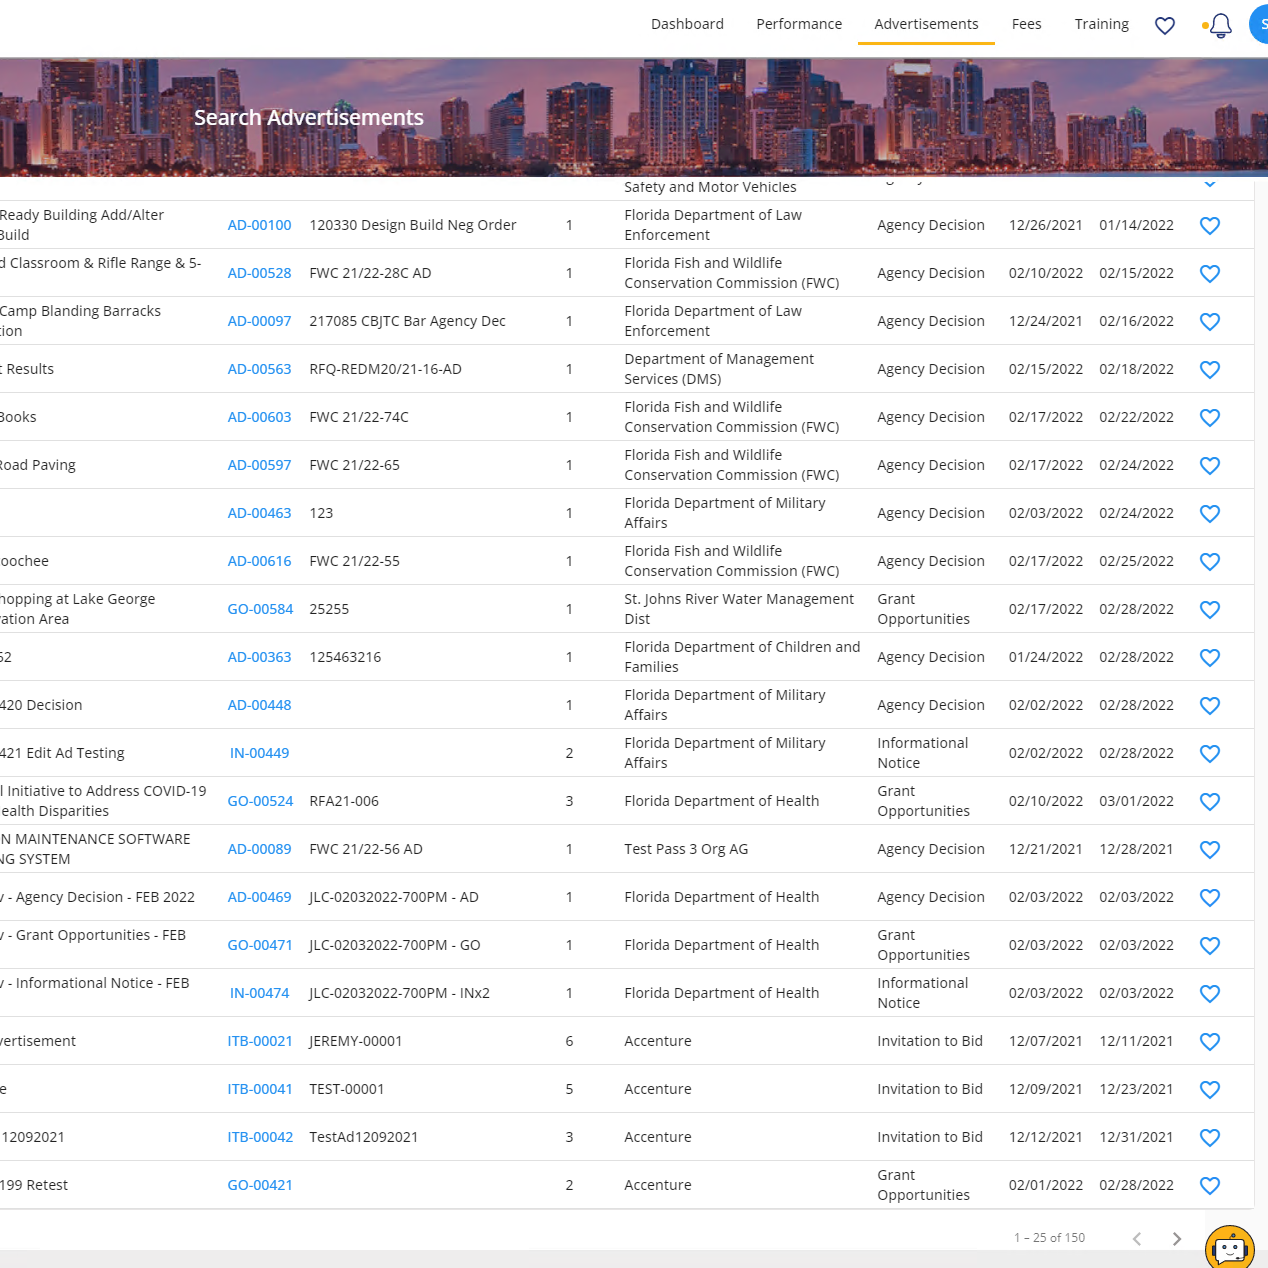 Dashboard Performance Advertisements Fees Training
S
Search Advertisements
Safety and Motor Vehicles
Ready Building Add/Alter
Build AD-00100 120330 Design Build Neg Order 1 Florida Department of Law Enforcement Agency Decision 12/26/2021 01/14/2022
d Classroom & Rifle Range & 5- AD-00528 FWC 21/22-28C AD 1 Florida Fish and Wildlife Conservation Commission (FWC) Agency Decision 02/10/2022 02/15/2022
Camp Blanding Barracks
tion AD-00097 217085 CBJTC Bar Agency Dec 1 Florida Department of Law Enforcement Agency Decision 12/24/2021 02/16/2022
t Results AD-00563 RFQ-REDM20/21-16-AD 1 Department of Management Services (DMS) Agency Decision 02/15/2022 02/18/2022
Books AD-00603 FWC 21/22-74C 1 Florida Fish and Wildlife Conservation Commission (FWC) Agency Decision 02/17/2022 02/22/2022
Road Paving AD-00597 FWC 21/22-65 1 Florida Fish and Wildlife Conservation Commission (FWC) Agency Decision 02/17/2022 02/24/2022
AD-00463 123 1 Florida Department of Military Affairs Agency Decision 02/03/2022 02/24/2022
oochee AD-00616 FWC 21/22-55 1 Florida Fish and Wildlife Conservation Commission (FWC) Agency Decision 02/17/2022 02/25/2022
hopping at Lake George
ation Area GO-00584 25255 1 St. Johns River Water Management Dist Grant Opportunities 02/17/2022 02/28/2022
52 AD-00363 125463216 1 Florida Department of Children and Families Agency Decision 01/24/2022 02/28/2022
420 Decision AD-00448 1 Florida Department of Military Affairs Agency Decision 02/02/2022 02/28/2022
421 Edit Ad Testing IN-00449 2 Florida Department of Military Affairs Informational Notice 02/02/2022 02/28/2022
l Initiative to Address COVID-19
ealth Disparities GO-00524 RFA21-006 3 Florida Department of Health Grant Opportunities 02/10/2022 03/01/2022
N MAINTENANCE SOFTWARE
NG SYSTEM AD-00089 FWC 21/22-56 AD 1 Test Pass 3 Org AG Agency Decision 12/21/2021 12/28/2021
v - Agency Decision - FEB 2022 AD-00469 JLC-02032022-700PM - AD 1 Florida Department of Health Agency Decision 02/03/2022 02/03/2022
v - Grant Opportunities - FEB GO-00471 JLC-02032022-700PM - GO 1 Florida Department of Health Grant Opportunities 02/03/2022 02/03/2022
v - Informational Notice - FEB IN-00474 JLC-02032022-700PM - INx2 1 Florida Department of Health Informational Notice 02/03/2022 02/03/2022
vertisement ITB-00021 JEREMY-00001 6 Accenture Invitation to Bid 12/07/2021 12/11/2021
e ITB-00041 TEST-00001 5 Accenture Invitation to Bid 12/09/2021 12/23/2021
12092021 ITB-00042 TestAd12092021 3 Accenture Invitation to Bid 12/12/2021 12/31/2021
199 Retest GO-00421 2 Accenture Grant Opportunities 02/01/2022 02/28/2022
1 – 25 of 150